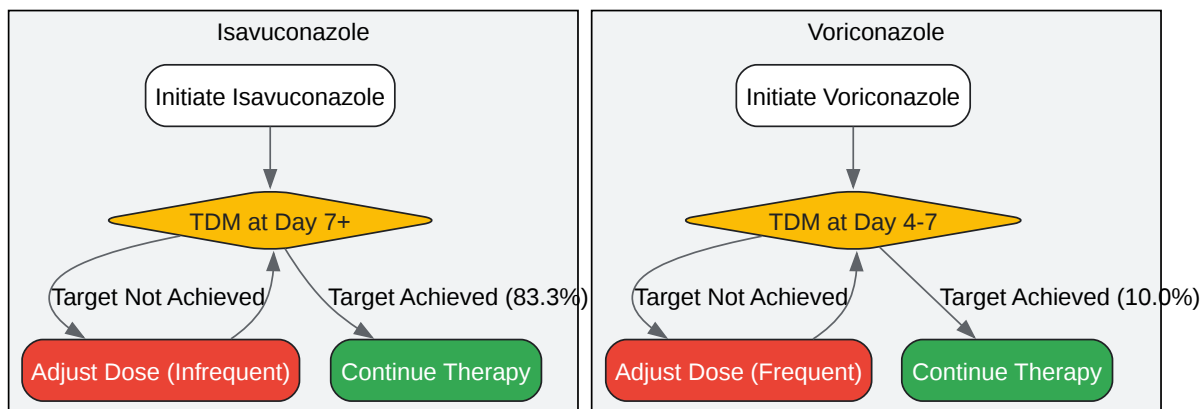 Isavuconazole
Initiate Isavuconazole
TDM at Day 7+
Target Not Achieved
Target Achieved (83.3%)
Adjust Dose (Infrequent)
Continue Therapy
Voriconazole
Initiate Voriconazole
TDM at Day 4-7
Target Not Achieved
Target Achieved (10.0%)
Adjust Dose (Frequent)
Continue Therapy